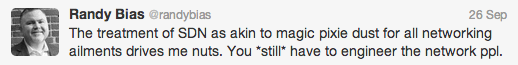 Randy Bias @randybias 26 Sep
The treatment of SDN as akin to magic pixie dust for all networking
ailments drives me nuts. You *still* have to engineer the network ppl.